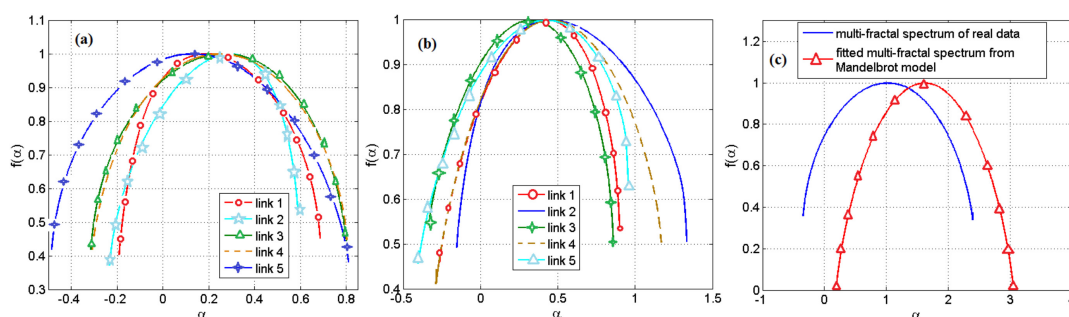 (a)
f(α)
1.1
1
0.9
0.8
0.7
0.6
0.5
0.4
0.3
-0.4 -0.2 0 0.2 0.4 0.6 0.8
α
link 1
link 2
link 3
link 4
link 5
(b)
f(α)
1
0.9
0.8
0.7
0.6
0.5
0.4
-0.5 0 0.5 1 1.5
α
link 1
link 2
link 3
link 4
link 5
(c)
multi-fractal spectrum of real data
fitted multi-fractal spectrum from
Mandelbrot model
f(α)
1.2
1
0.8
0.6
0.4
0.2
0
-1 0 1 2 3 4
α